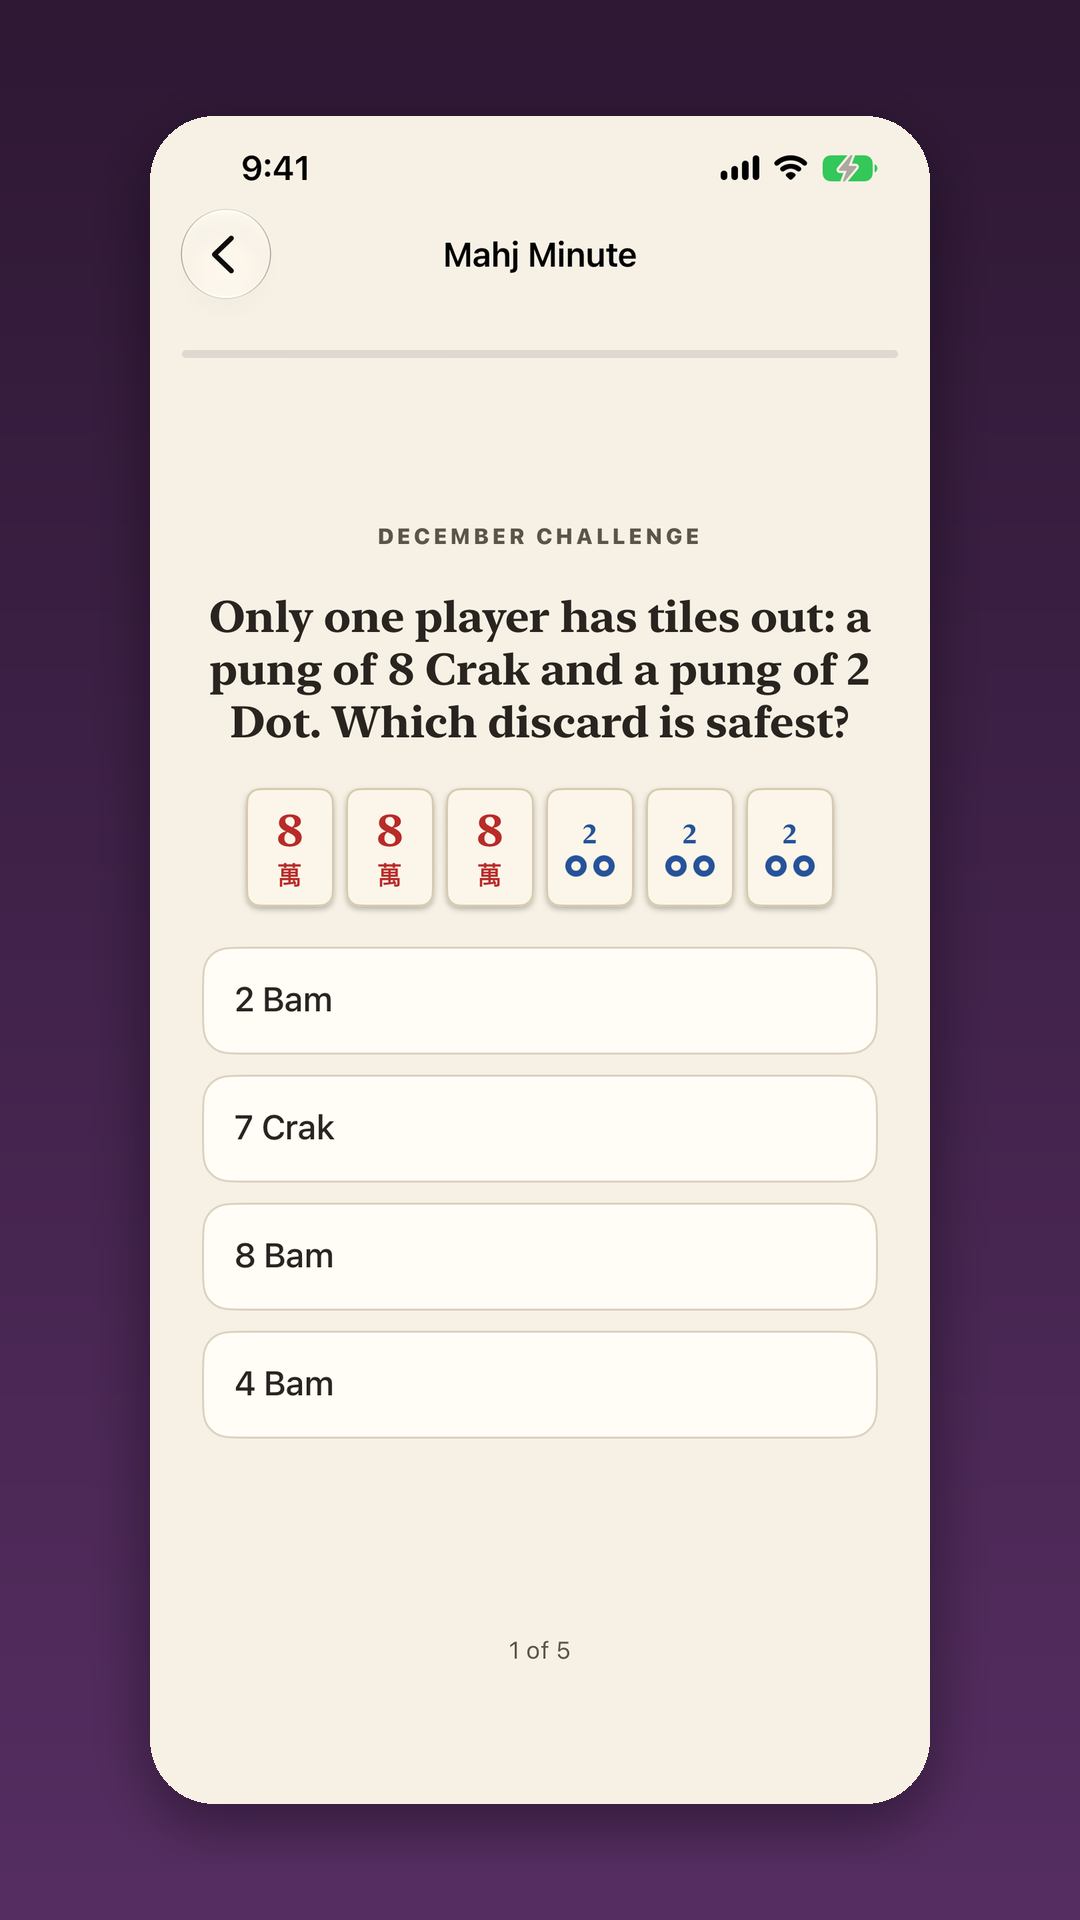 9:41
Mahj Minute
DECEMBER CHALLENGE
Only one player has tiles out: a
pung of 8 Crak and a pung of 2
Dot. Which discard is safest?
8 8 8 2 2 2
萬 萬 萬
2 Bam
7 Crak
8 Bam
4 Bam
1 of 5